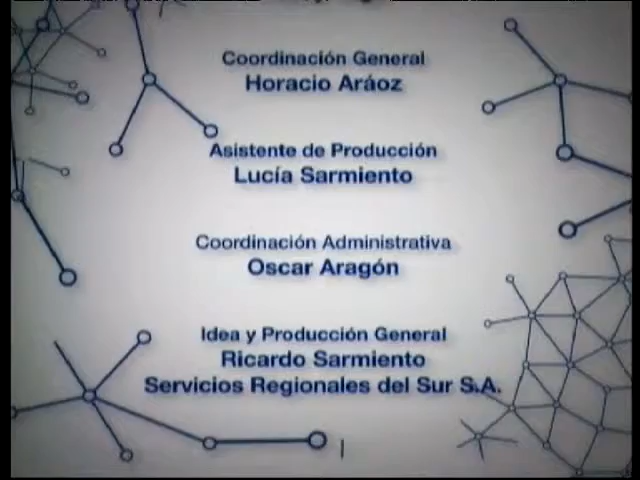 Coordinación General
Horacio Aráoz
Asistente de Producción
Lucía Sarmiento
Coordinación Administrativa
Oscar Aragón
Idea y Producción General
Ricardo Sarmiento
Servicios Regionales del Sur S.A.